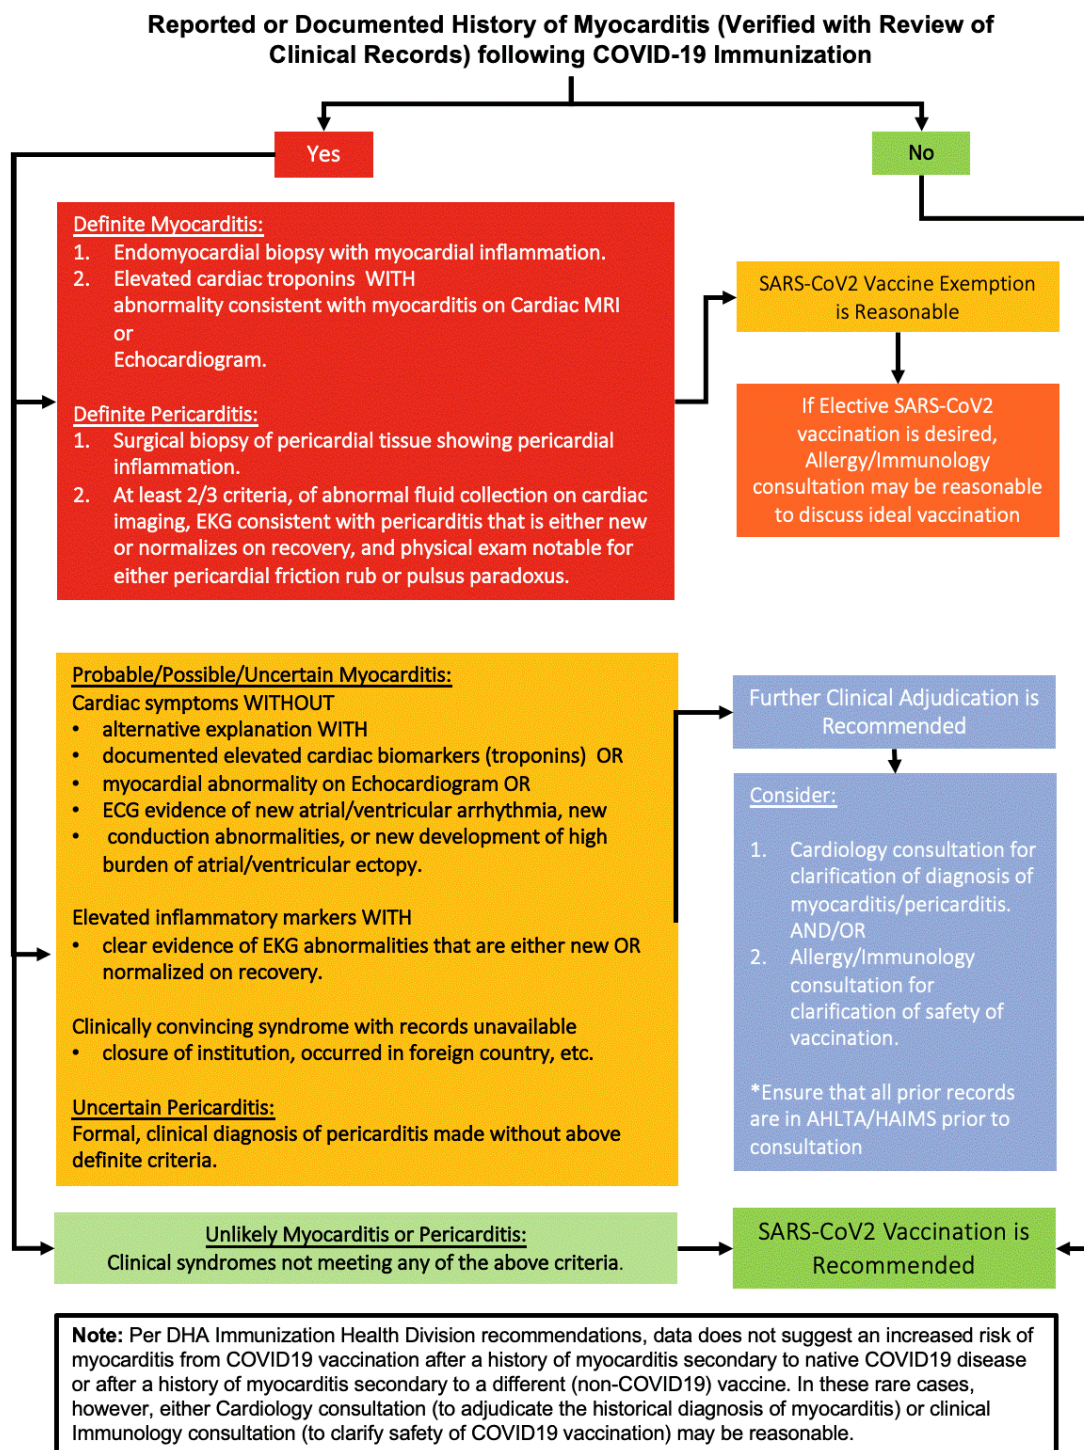 Reported or Documented History of Myocarditis (Verified with Review of
Clinical Records) following COVID-19 Immunization
Yes
No
Definite Myocarditis:
1. Endomyocardial biopsy with myocardial inflammation.
2. Elevated cardiac troponins WITH
abnormality consistent with myocarditis on Cardiac MRI
or
Echocardiogram.
Definite Pericarditis:
1. Surgical biopsy of pericardial tissue showing pericardial
inflammation.
2. At least 2/3 criteria, of abnormal fluid collection on cardiac
imaging, EKG consistent with pericarditis that is either new
or normalizes on recovery, and physical exam notable for
either pericardial friction rub or pulsus paradoxus.
SARS-CoV2 Vaccine Exemption
is Reasonable
If Elective SARS-CoV2
vaccination is desired,
Allergy/Immunology
consultation may be reasonable
to discuss ideal vaccination
Probable/Possible/Uncertain Myocarditis:
Cardiac symptoms WITHOUT
• alternative explanation WITH
• documented elevated cardiac biomarkers (troponins) OR
• myocardial abnormality on Echocardiogram OR
• ECG evidence of new atrial/ventricular arrhythmia, new
• conduction abnormalities, or new development of high
burden of atrial/ventricular ectopy.
Elevated inflammatory markers WITH
• clear evidence of EKG abnormalities that are either new OR
normalized on recovery.
Clinically convincing syndrome with records unavailable
• closure of institution, occurred in foreign country, etc.
Uncertain Pericarditis:
Formal, clinical diagnosis of pericarditis made without above
definite criteria.
Further Clinical Adjudication is
Recommended
Consider:
1. Cardiology consultation for
clarification of diagnosis of
myocarditis/pericarditis.
AND/OR
2. Allergy/Immunology
consultation for
clarification of safety of
vaccination.
*Ensure that all prior records
are in AHLTA/HAIMS prior to
consultation
Unlikely Myocarditis or Pericarditis:
Clinical syndromes not meeting any of the above criteria.
SARS-CoV2 Vaccination is
Recommended
Note: Per DHA Immunization Health Division recommendations, data does not suggest an increased risk of
myocarditis from COVID19 vaccination after a history of myocarditis secondary to native COVID19 disease
or after a history of myocarditis secondary to a different (non-COVID19) vaccine. In these rare cases,
however, either Cardiology consultation (to adjudicate the historical diagnosis of myocarditis) or clinical
Immunology consultation (to clarify safety of COVID19 vaccination) may be reasonable.